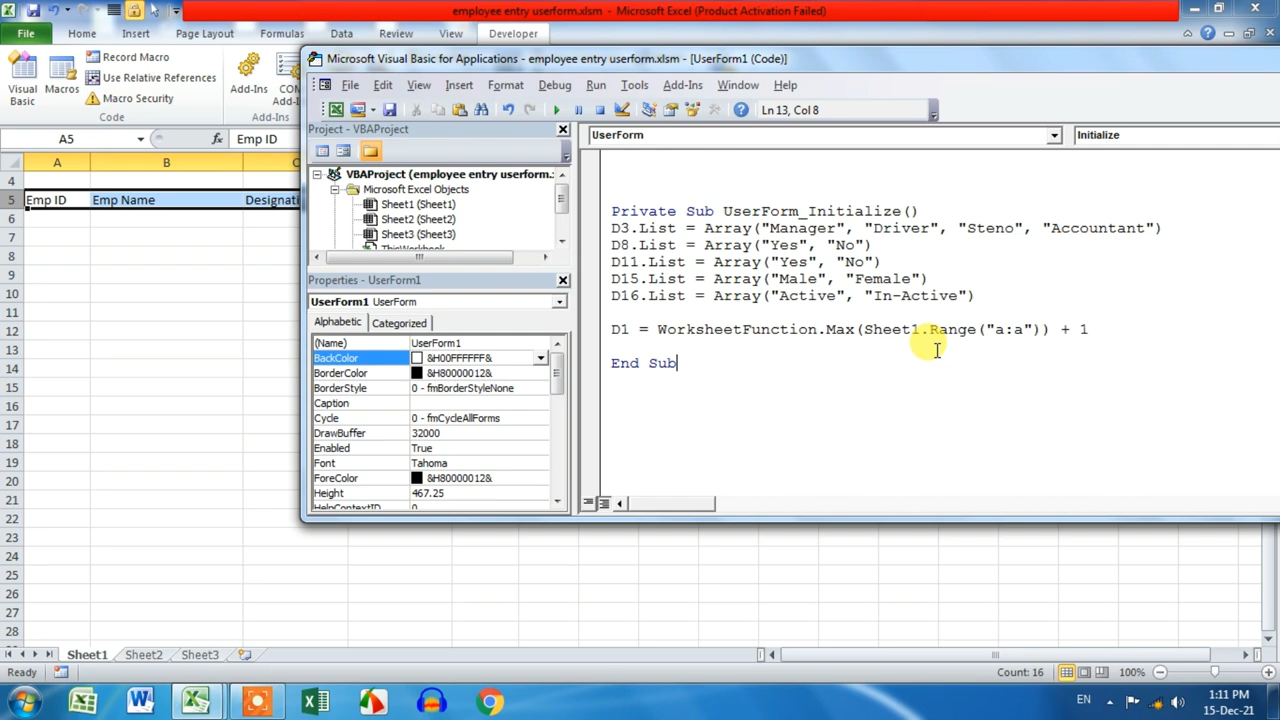 employee entry userform.xlsm - Microsoft Excel (Product Activation Failed)
File Home Insert Page Layout Formulas Data Review View Developer
Visual Basic
Macros
Record Macro
Use Relative References
Macro Security
Code
Add-Ins
COM Add-In
Add-Ins
A5
fx
Emp ID
Microsoft Visual Basic for Applications - employee entry userform.xlsm - [UserForm1 (Code)]
File Edit View Insert Format Debug Run Tools Add-Ins Window Help
Ln 13, Col 8
Project - VBAProject
VBAProject (employee entry userform.
Microsoft Excel Objects
Sheet1 (Sheet1)
Sheet2 (Sheet2)
Sheet3 (Sheet3)
ThisWorkbook
Properties - UserForm1
UserForm1 UserForm
Alphabetic Categorized
(Name) UserForm1
BackColor &H00FFFFFF&
BorderColor &H80000012&
BorderStyle 0 - fmBorderStyleNone
Caption
Cycle 0 - fmCycleAllForms
DrawBuffer 32000
Enabled True
Font Tahoma
ForeColor &H80000012&
Height 467.25
HelpContextID 0
UserForm
Initialize
Private Sub UserForm_Initialize()
D3.List = Array("Manager", "Driver", "Steno", "Accountant")
D8.List = Array("Yes", "No")
D11.List = Array("Yes", "No")
D15.List = Array("Male", "Female")
D16.List = Array("Active", "In-Active")
D1 = WorksheetFunction.Max(Sheet1.Range("a:a")) + 1
End Sub
A B C
4
5 Emp ID Emp Name Designati
6
7
8
9
10
11
12
13
14
15
16
17
18
19
20
21
22
23
24
25
26
27
28
Sheet1 Sheet2 Sheet3
Ready
Count: 16
100%
EN
1:11 PM
15-Dec-21